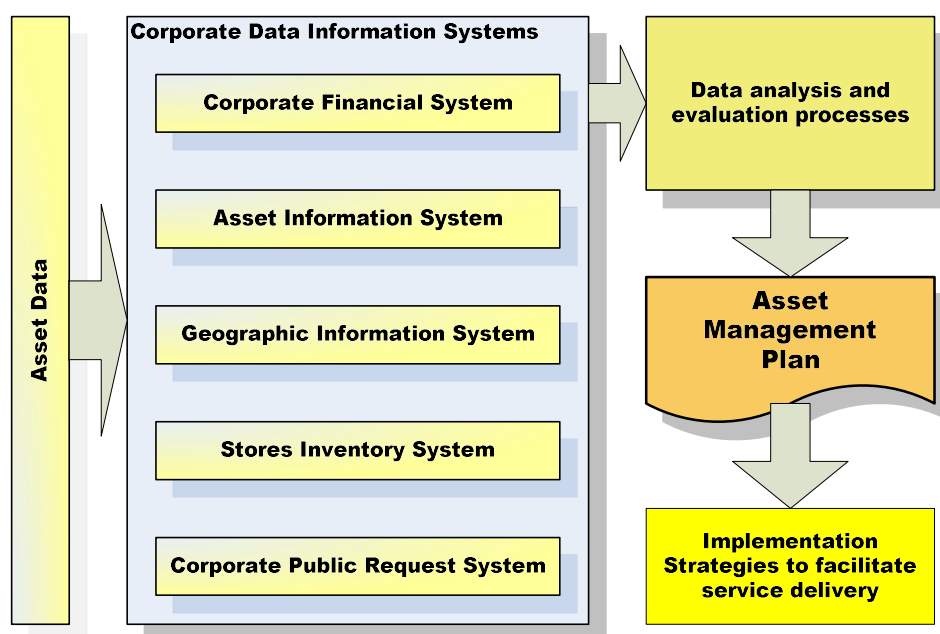 Asset Data
Corporate Data Information Systems
Corporate Financial System
Asset Information System
Geographic Information System
Stores Inventory System
Corporate Public Request System
Data analysis and
evaluation processes
Asset
Management
Plan
Implementation
Strategies to facilitate
service delivery